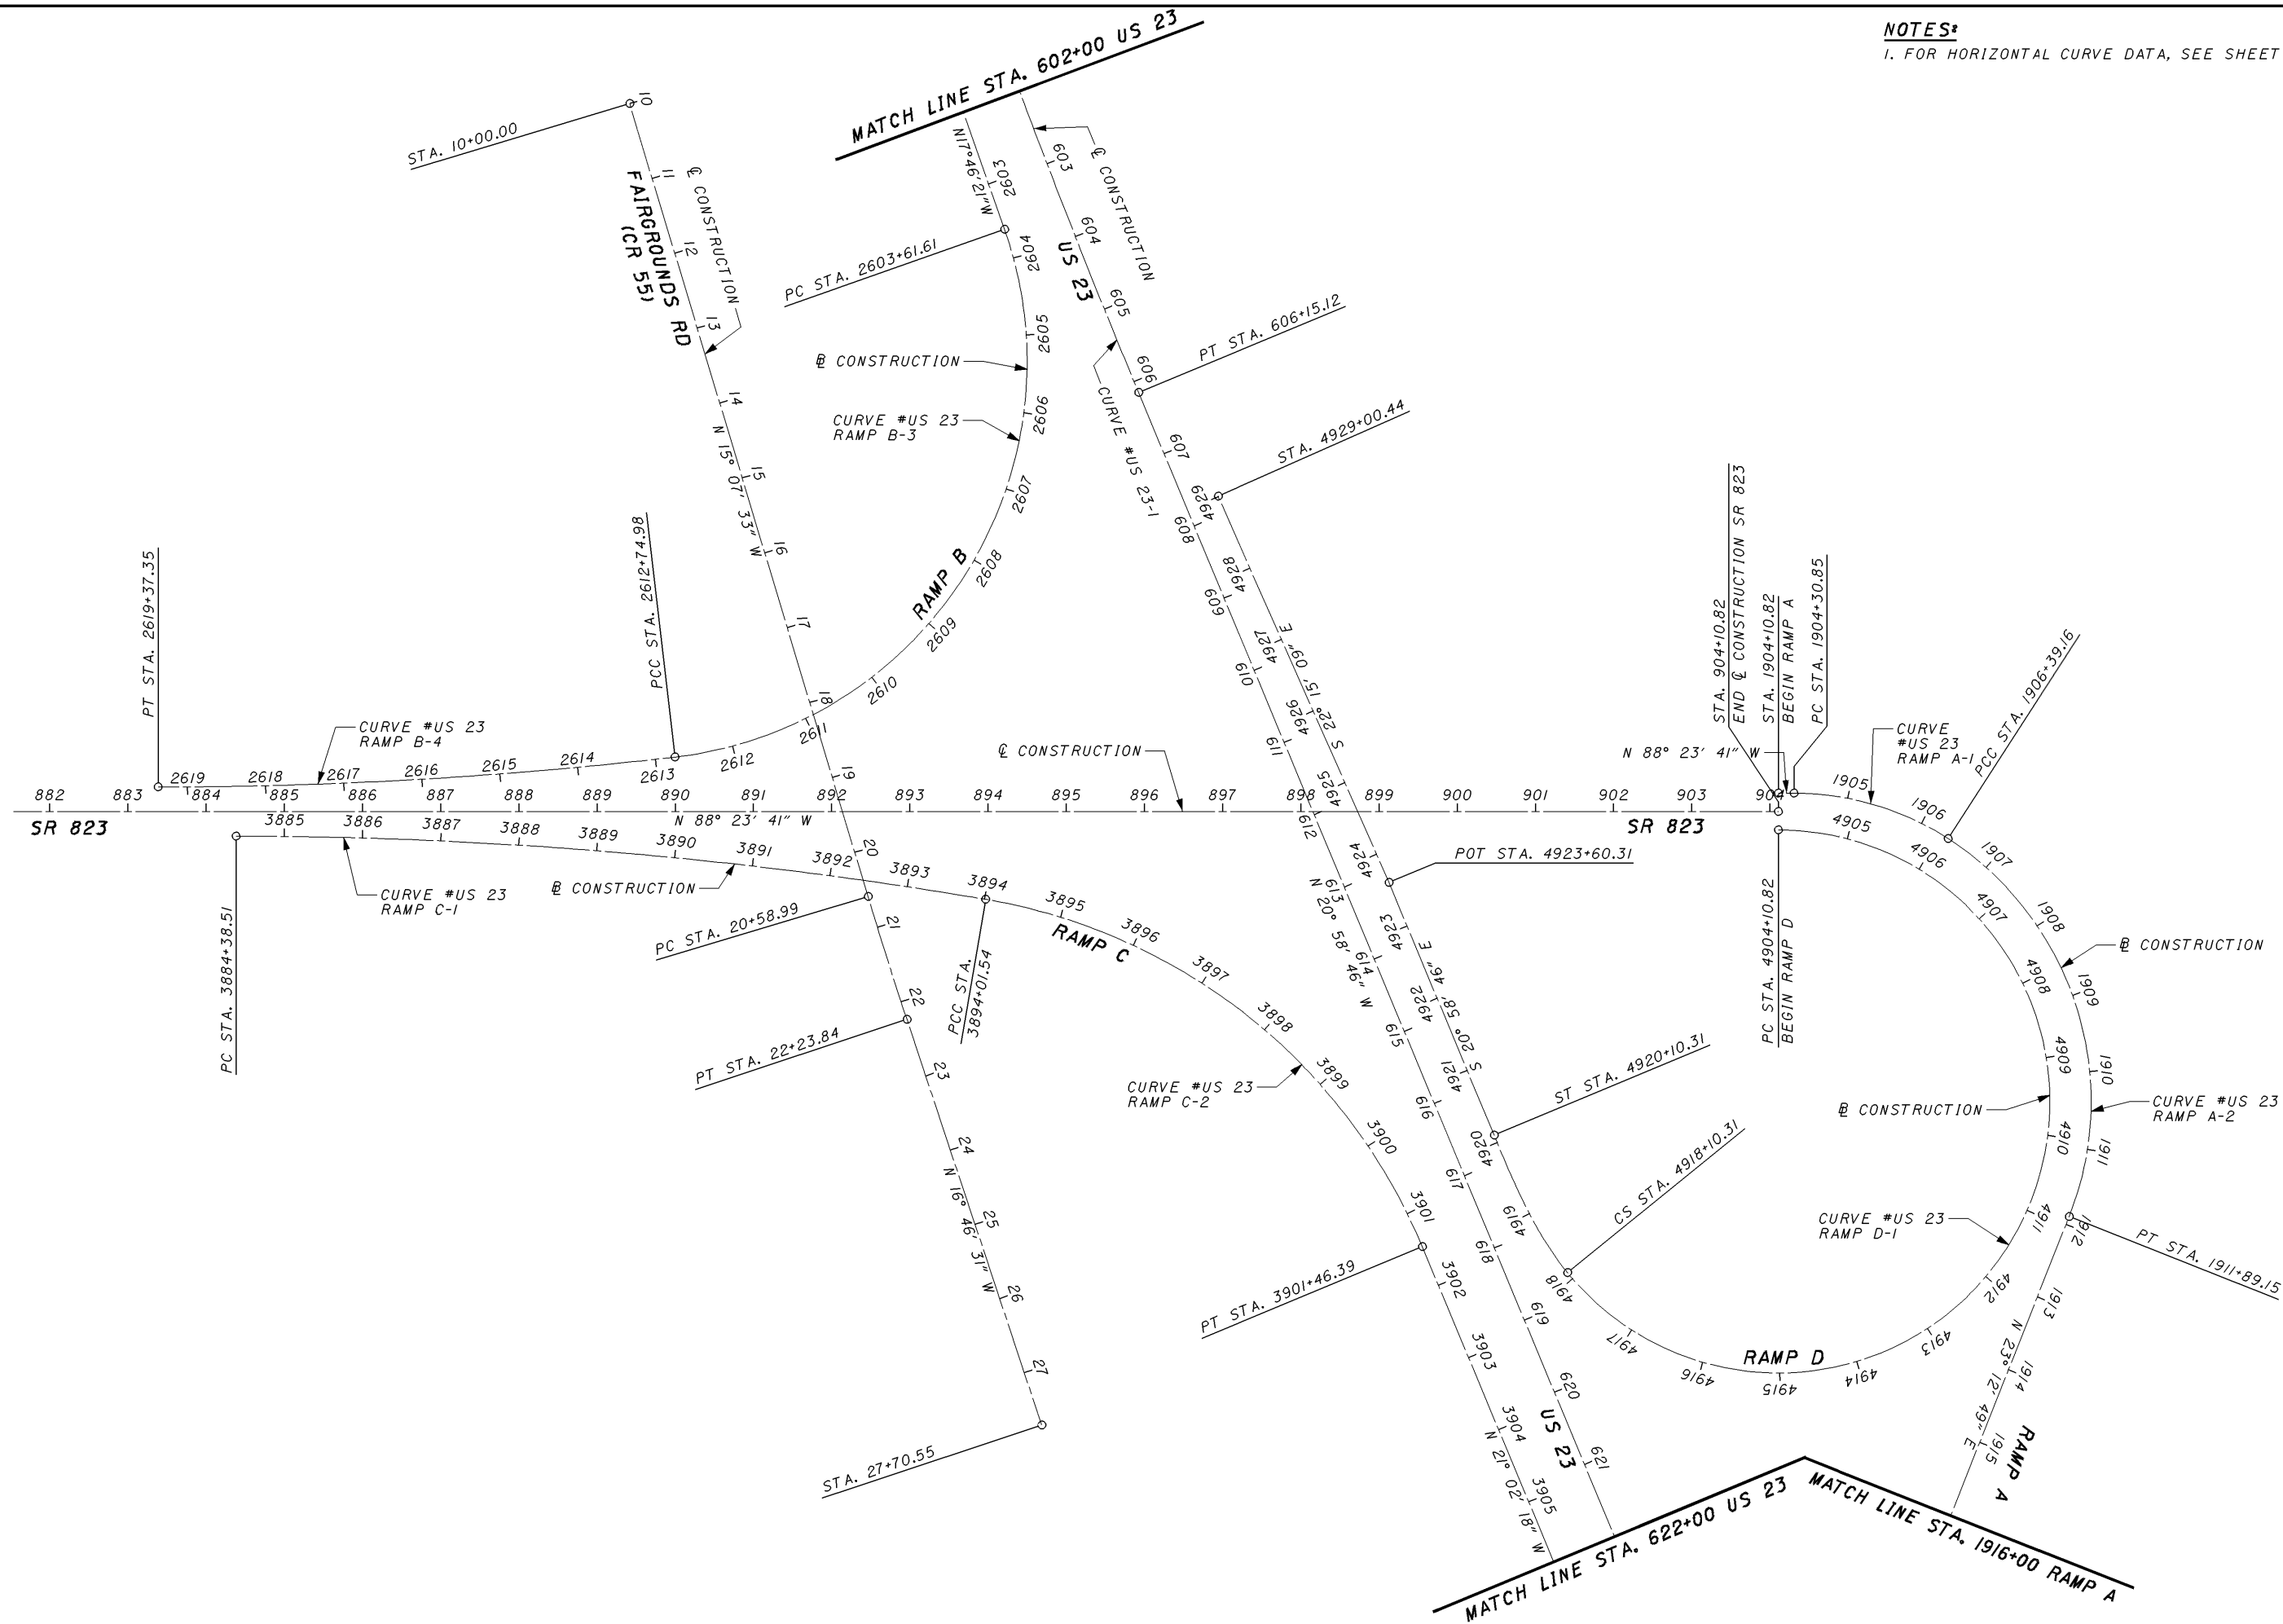 NOTES:
1. FOR HORIZONTAL CURVE DATA, SEE SHEET
MATCH LINE STA. 602+00 US 23
STA. 10+00.00
10
11
12
13
14
15
16
17
18
19
20
21
22
23
24
25
26
27
FAIRGROUNDS RD
(CR 55)
℄ CONSTRUCTION
N 15° 07' 33" W
PC STA. 20+58.99
PT STA. 22+23.84
N 16° 46' 31" W
STA. 27+70.55
N17°46'21"W
2603
PC STA. 2603+61.61
2604
2605
2606
2607
2608
2609
2610
2611
2612
2613
2614
2615
2616
2617
2618
2619
℄ CONSTRUCTION
CURVE #US 23
RAMP B-3
RAMP B
PCC STA. 2612+74.98
PT STA. 2619+37.35
CURVE #US 23
RAMP B-4
℄ CONSTRUCTION
603
604
605
606
607
608
609
610
611
612
613
614
615
616
617
618
619
620
621
US 23
PT STA. 606+15.12
CURVE #US 23-1
N 20° 58' 46" W
US 23
STA. 4929+00.44
4929
4928
4927
4926
4925
4924
4923
4922
4921
4920
4919
4918
4917
4916
4915
4914
4913
4912
4911
4910
4909
4908
4907
4906
4905
S 22° 15' 09" E
POT STA. 4923+60.31
S 20° 58' 46" E
ST STA. 4920+10.31
CS STA. 4918+10.31
RAMP D
CURVE #US 23
RAMP D-1
℄ CONSTRUCTION
PC STA. 4904+10.82
BEGIN RAMP D
882
883
884
885
886
887
888
889
890
891
892
893
894
895
896
897
898
899
900
901
902
903
904
SR 823
N 88° 23' 41" W
℄ CONSTRUCTION
SR 823
STA. 904+10.82
END ℄ CONSTRUCTION SR 823
STA. 1904+10.82
BEGIN RAMP A
PC STA. 1904+30.85
N 88° 23' 41" W
CURVE
#US 23
RAMP A-1
PCC STA. 1906+39.16
1905
1906
1907
1908
1909
1910
1911
1912
1913
1914
1915
℄ CONSTRUCTION
CURVE #US 23
RAMP A-2
PT STA. 1911+89.15
N 23° 12' 49" E
RAMP A
3885
3886
3887
3888
3889
3890
3891
3892
3893
3894
3895
3896
3897
3898
3899
3900
3901
3902
3903
3904
3905
PC STA. 3884+38.51
CURVE #US 23
RAMP C-1
℄ CONSTRUCTION
PCC STA.
3894+01.54
RAMP C
CURVE #US 23
RAMP C-2
PT STA. 3901+46.39
N 21° 02' 18" W
MATCH LINE STA. 622+00 US 23
MATCH LINE STA. 1916+00 RAMP A